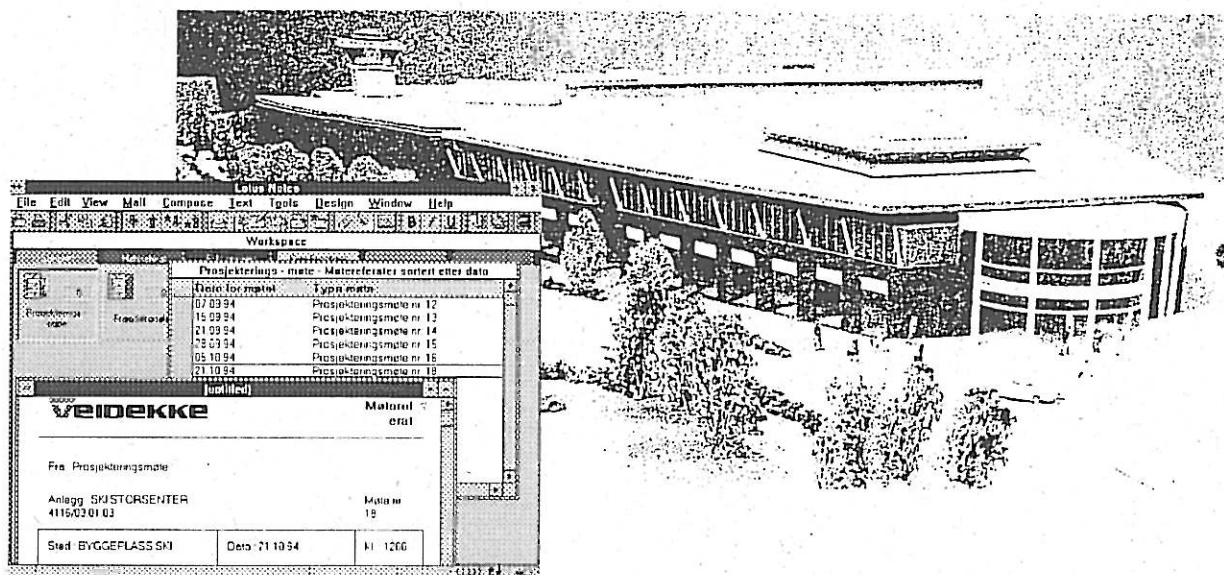 Lotus Notes
File Edit View Mail Compose Text Tools Design Window Help
B I U
Workspace
Prosjekterings - møte - Møtereferater sortert etter dato
Dato for møtet Type møte
07 09 94 Prosjekteringsmøte nr 12
15 09 94 Prosjekteringsmøte nr 13
21 09 94 Prosjekteringsmøte nr 14
28 09 94 Prosjekteringsmøte nr 15
05 10 94 Prosjekteringsmøte nr 16
21 10 94 Prosjekteringsmøte nr 18
(untitled)
VEIDEKKE
Møteref
erat
Fra Prosjekteringsmøte
Anlegg SKI STORSENTER
Møte nr
4116/03 01 03
18
Sted : BYGGEPLASS SKI
Dato : 21 10 94
kl : 1200